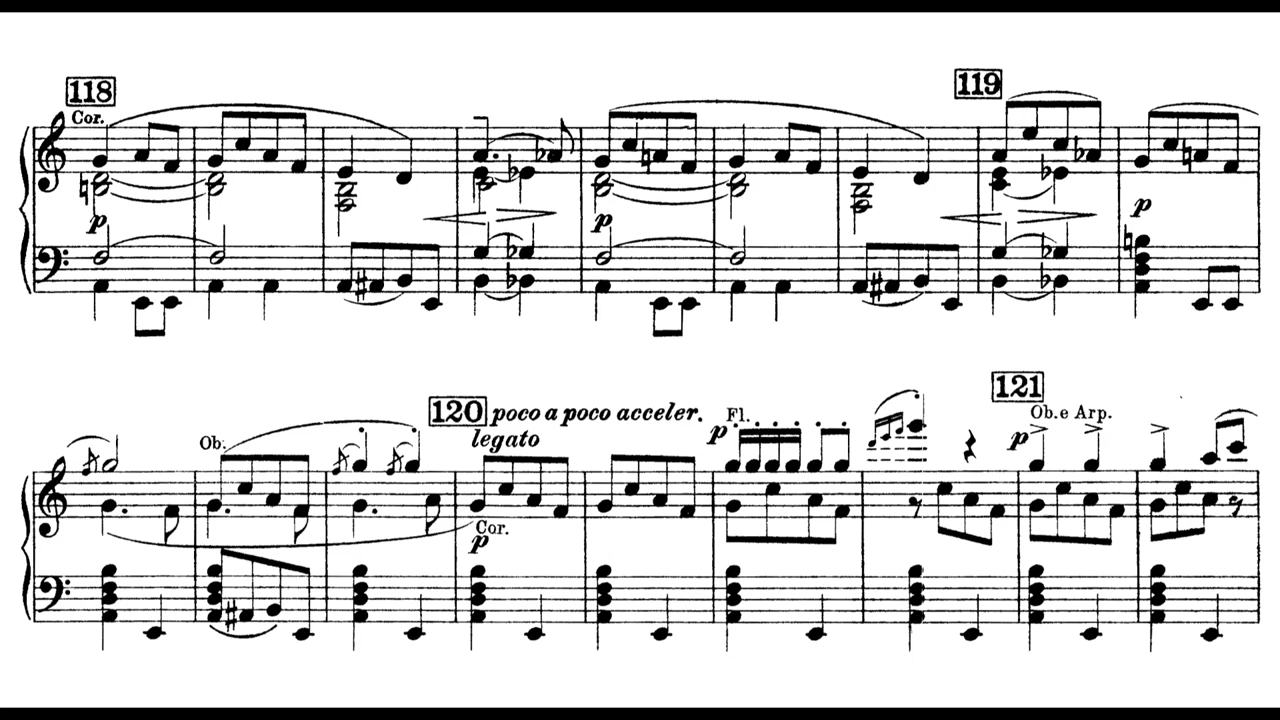 118
119
Cor.
p
p
p
120 poco a poco acceler.
121
legato
Ob.
p
Fl.
p
Ob. e Arp.
Cor.
p